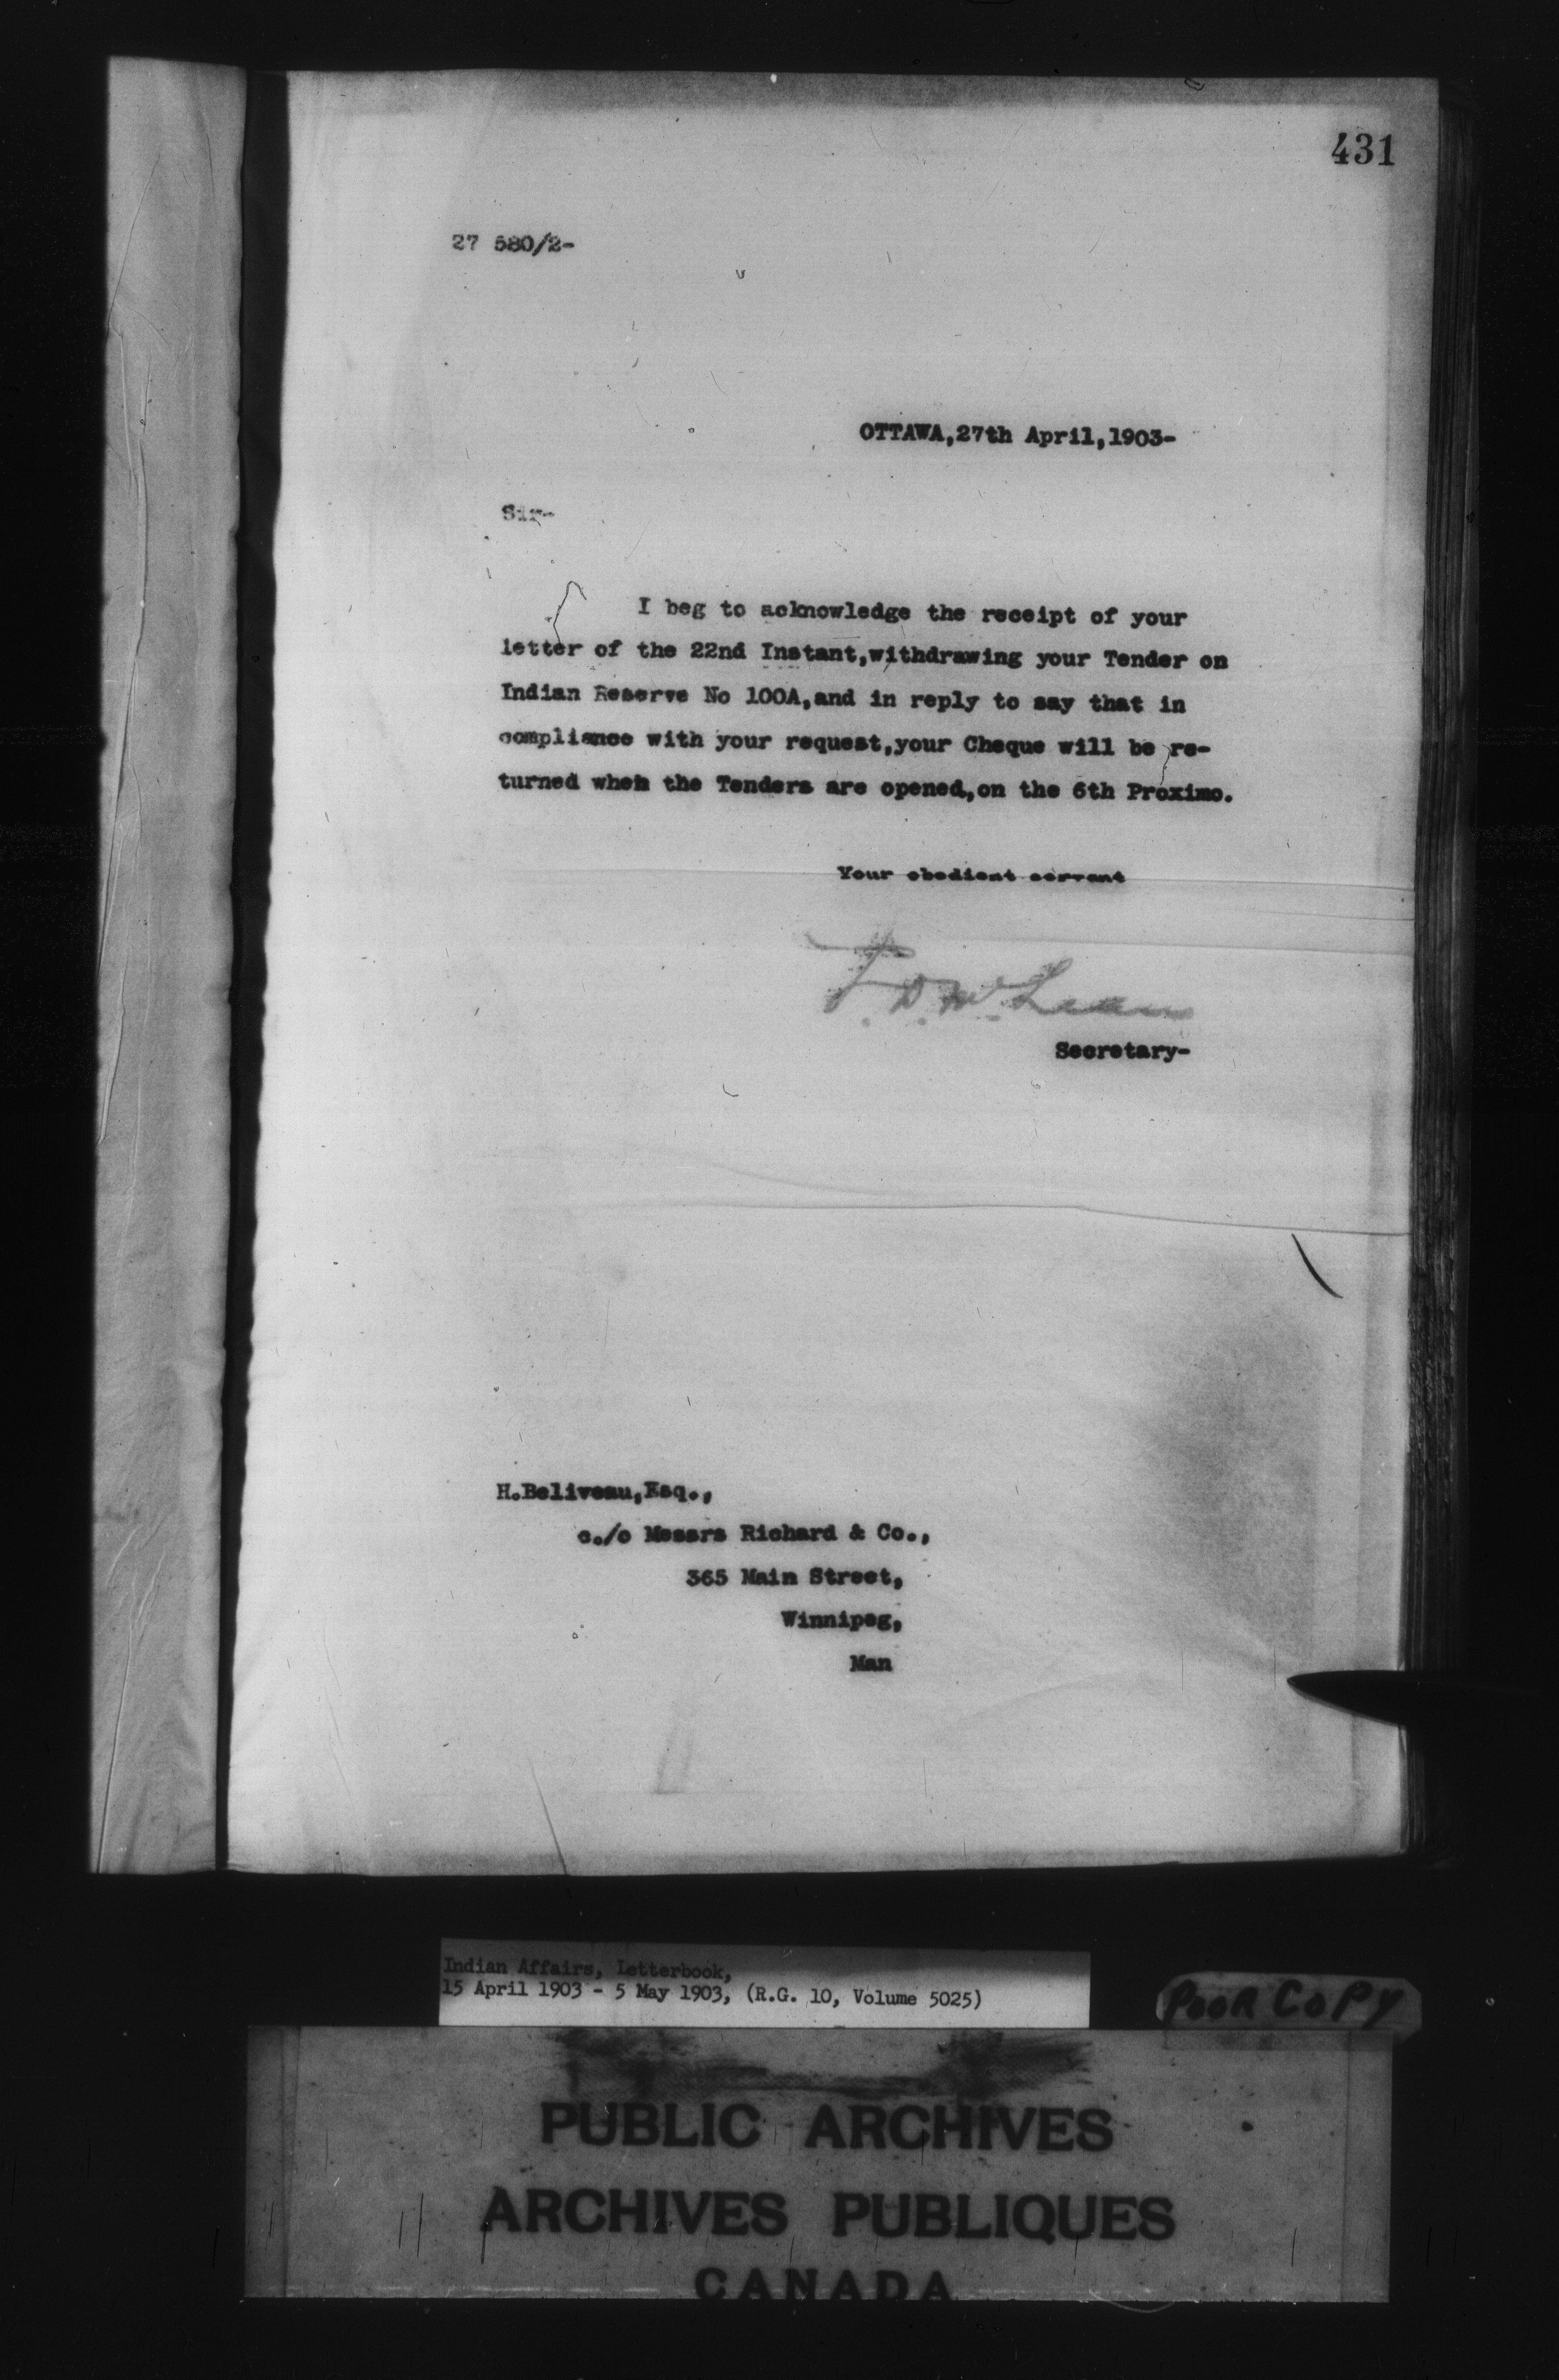 431
27 580/2-
OTTAWA,27th April,1903-
Sir-
I beg to acknowledge the receipt of your
letter of the 22nd Instant,withdrawing your Tender on
Indian Reserve No 100A,and in reply to say that in
compliance with your request,your Cheque will be re-
turned when the Tenders are opened,on the 6th Proximo.
Your obedient servant
J. D. McLean
Secretary-
H.Beliveau,Esq.,
c./o Messrs Richard & Co.,
365 Main Street,
Winnipeg,
Man
Indian Affairs, Letterbook,
15 April 1903 - 5 May 1903, (R.G. 10, Volume 5025)
POOR COPY
PUBLIC ARCHIVES
ARCHIVES PUBLIQUES
CANADA